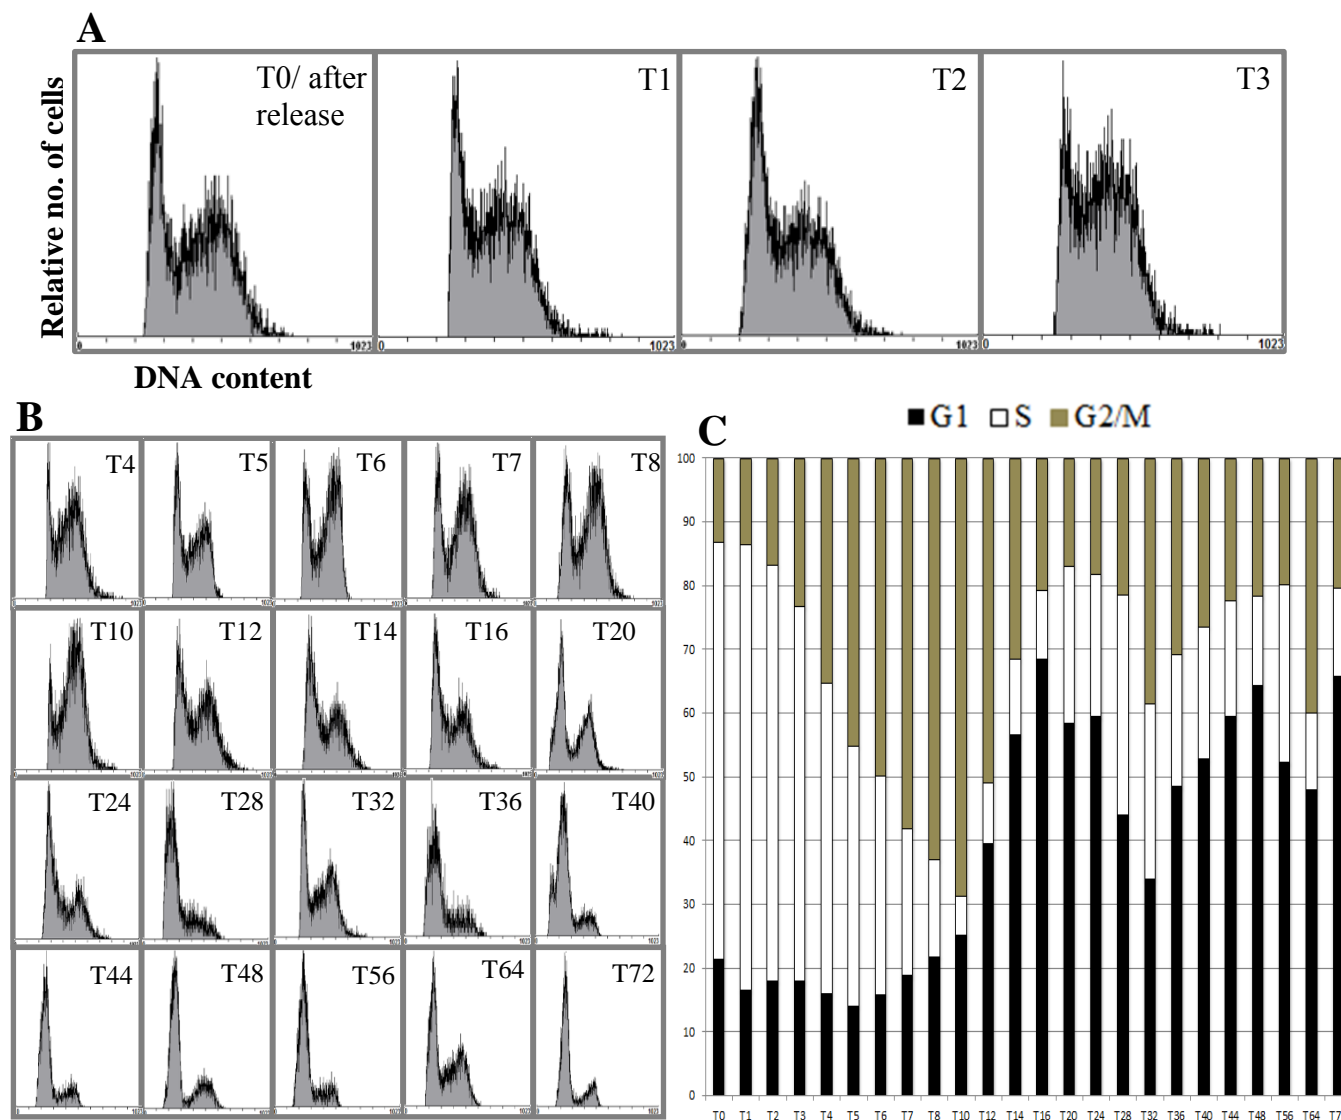 A
T0/ after
release
T1
T2
T3
Relative no. of cells
0 1023
0 1023
0 1023
0 1023
DNA content
B
T4
T5
T6
T7
T8
T10
T12
T14
T16
T20
T24
T28
T32
T36
T40
T44
T48
T56
T64
T72
C
G1 S G2/M
100
90
80
70
60
50
40
30
20
10
0
T0 T1 T2 T3 T4 T5 T6 T7 T8 T10 T12 T14 T16 T20 T24 T28 T32 T36 T40 T44 T48 T56 T64 T7